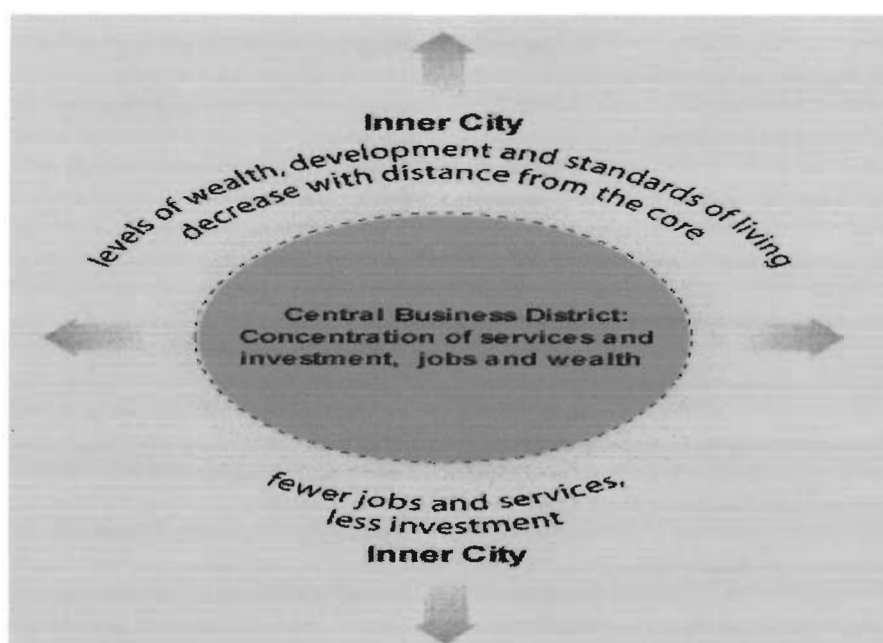 Inner City
levels of wealth, development and standards of living
decrease with distance from the core
Central Business District:
Concentration of services and
investment, jobs and wealth
fewer jobs and services,
less investment
Inner City